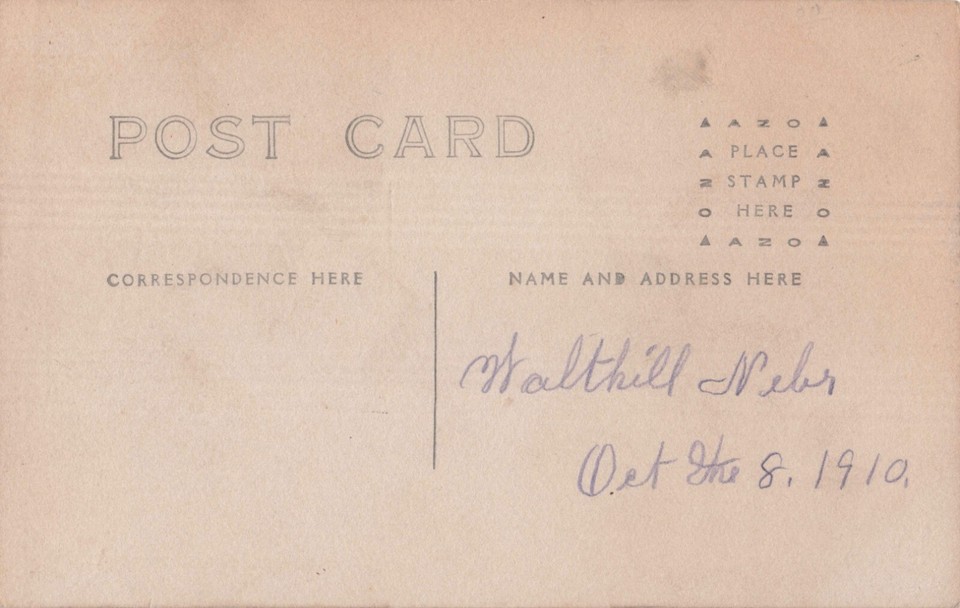 POST CARD
▲ AZO ▲
A PLACE A
N STAMP N
O HERE O
▲ AZO ▲
CORRESPONDENCE HERE
NAME AND ADDRESS HERE
Walthill Nebr
Oct the 8, 1910,